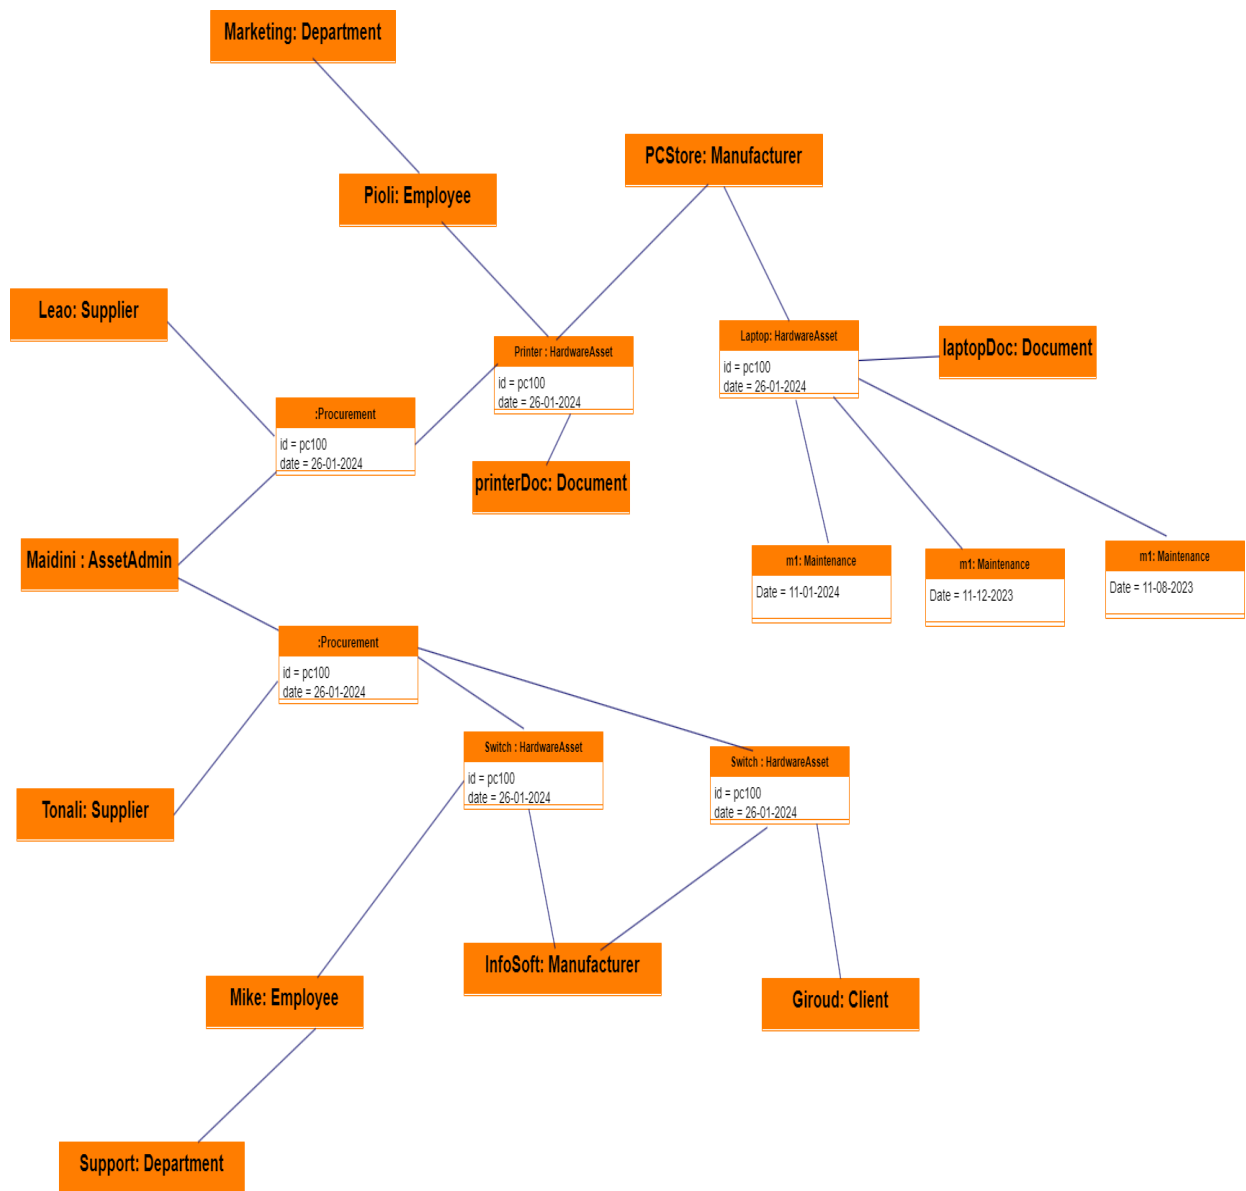 Marketing: Department
PCStore: Manufacturer
Pioli: Employee
Leao: Supplier
Printer : HardwareAsset
id = pc100
date = 26-01-2024
Laptop: HardwareAsset
id = pc100
date = 26-01-2024
laptopDoc: Document
:Procurement
id = pc100
date = 26-01-2024
printerDoc: Document
Maidini : AssetAdmin
m1: Maintenance
Date = 11-01-2024
m1: Maintenance
Date = 11-12-2023
m1: Maintenance
Date = 11-08-2023
:Procurement
id = pc100
date = 26-01-2024
Switch : HardwareAsset
id = pc100
date = 26-01-2024
Switch : HardwareAsset
id = pc100
date = 26-01-2024
Tonali: Supplier
InfoSoft: Manufacturer
Mike: Employee
Giroud: Client
Support: Department